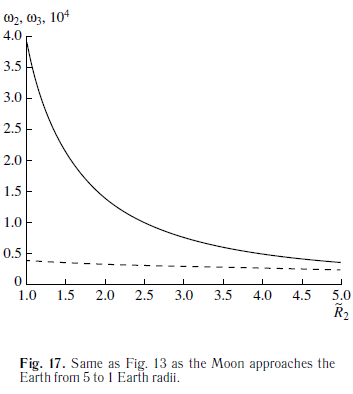 ω₂, ω₃, 10⁴
4.0
3.5
3.0
2.5
2.0
1.5
1.0
0.5
0
1.0 1.5 2.0 2.5 3.0 3.5 4.0 4.5 5.0
R̃₂
Fig. 17. Same as Fig. 13 as the Moon approaches the
Earth from 5 to 1 Earth radii.